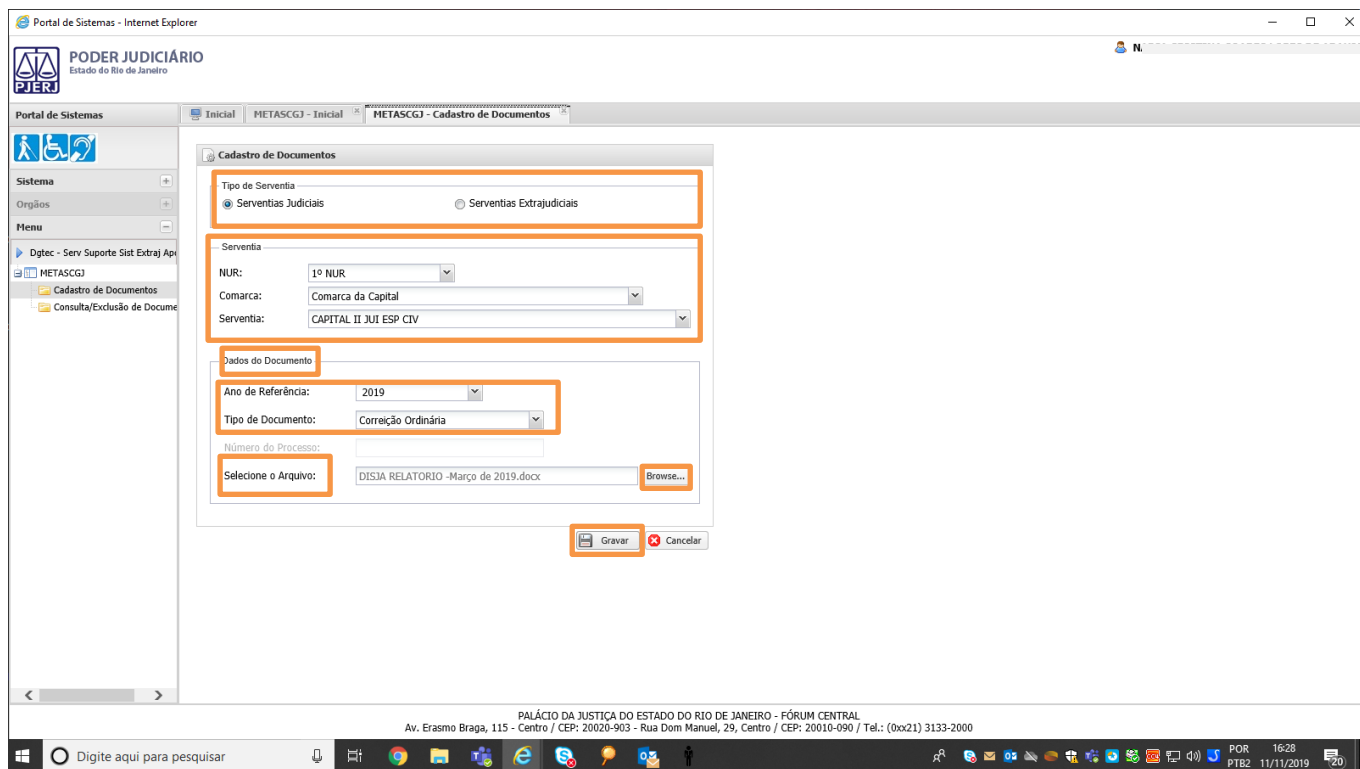 Portal de Sistemas - Internet Explorer
PODER JUDICIÁRIO
Estado do Rio de Janeiro
PJERJ
N.
Portal de Sistemas
Inicial
METASCGJ - Inicial
METASCGJ - Cadastro de Documentos
Sistema
Orgãos
Menu
Dgtec - Serv Suporte Sist Extraj Ap
METASCGJ
Cadastro de Documentos
Consulta/Exclusão de Docume
Cadastro de Documentos
Tipo de Serventia
Serventias Judiciais
Serventias Extrajudiciais
Serventia
NUR: 1º NUR
Comarca: Comarca da Capital
Serventia: CAPITAL II JUI ESP CIV
Dados do Documento
Ano de Referência: 2019
Tipo de Documento: Correição Ordinária
Número do Processo:
Selecione o Arquivo: DISJA RELATORIO -Março de 2019.docx Browse...
Gravar Cancelar
PALÁCIO DA JUSTIÇA DO ESTADO DO RIO DE JANEIRO - FÓRUM CENTRAL
Av. Erasmo Braga, 115 - Centro / CEP: 20020-903 - Rua Dom Manuel, 29, Centro / CEP: 20010-090 / Tel.: (0xx21) 3133-2000
Digite aqui para pesquisar
POR 16:28
PTB2 11/11/2019
20